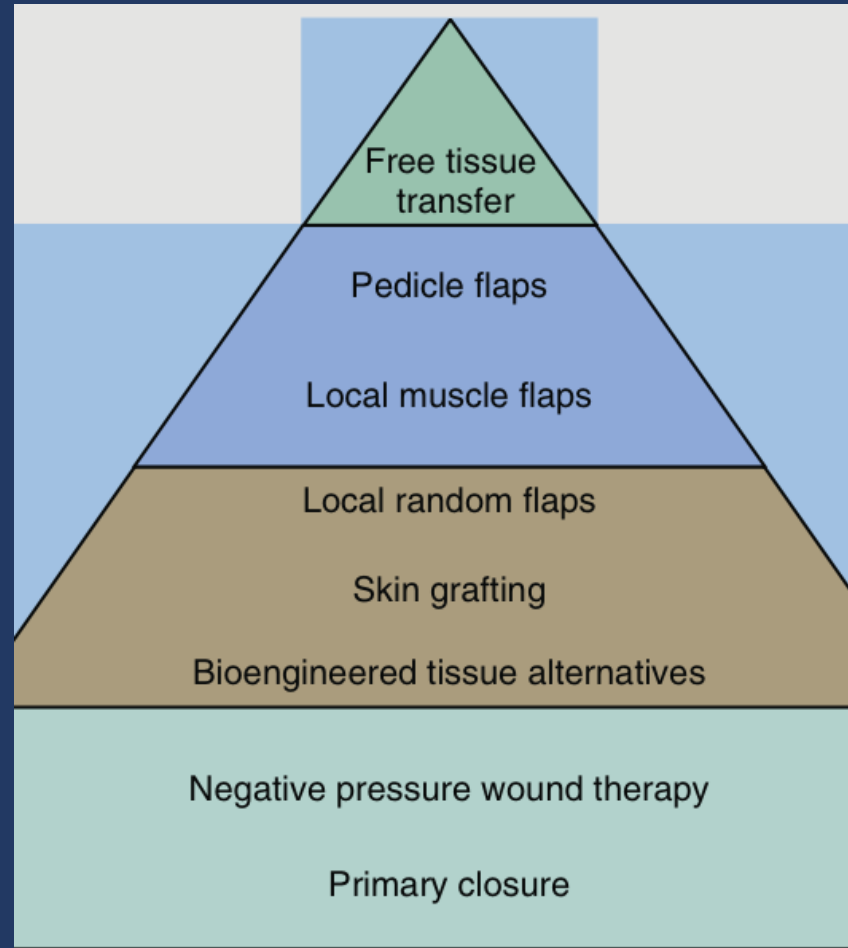 Free tissue
transfer
Pedicle flaps
Local muscle flaps
Local random flaps
Skin grafting
Bioengineered tissue alternatives
Negative pressure wound therapy
Primary closure